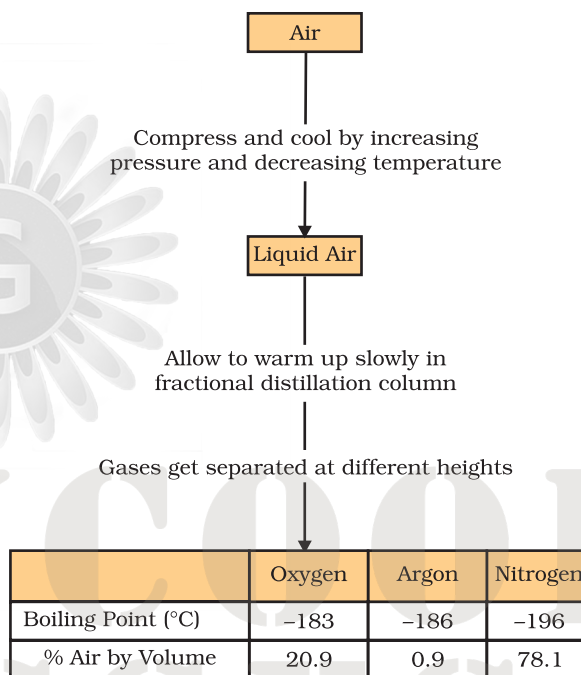 Air
Compress and cool by increasing
pressure and decreasing temperature
Liquid Air
Allow to warm up slowly in
fractional distillation column
Gases get separated at different heights
Oxygen Argon Nitrogen
Boiling Point (°C) –183 –186 –196
% Air by Volume 20.9 0.9 78.1